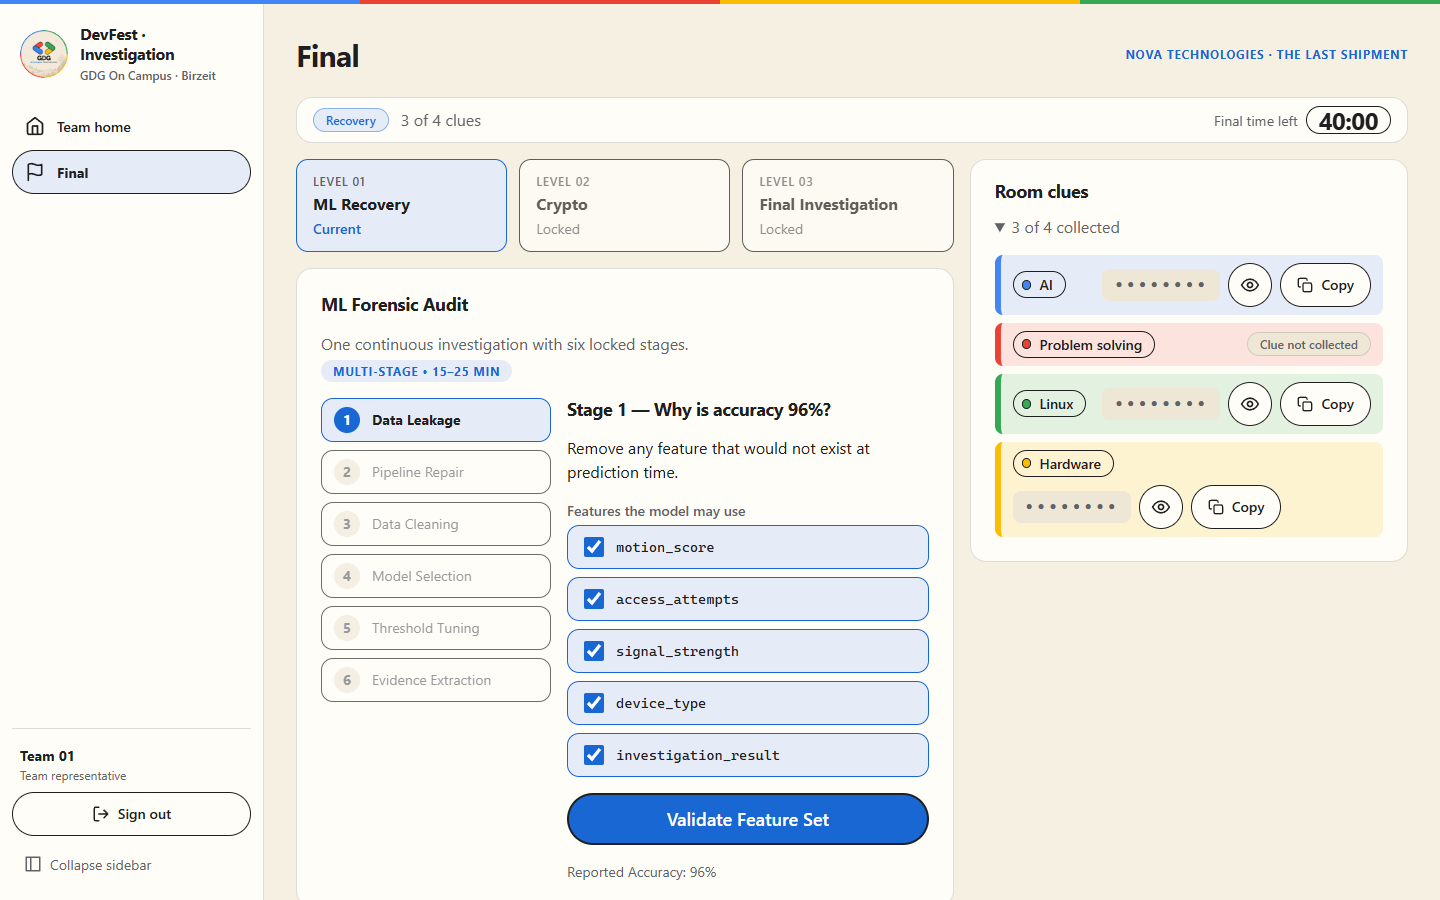 DevFest ·
Investigation
GDG On Campus · Birzeit
GDG
Team home
Final
Team 01
Team representative
Sign out
Collapse sidebar
Final
NOVA TECHNOLOGIES · THE LAST SHIPMENT
Recovery
3 of 4 clues
Final time left
40:00
LEVEL 01
ML Recovery
Current
LEVEL 02
Crypto
Locked
LEVEL 03
Final Investigation
Locked
ML Forensic Audit
One continuous investigation with six locked stages.
MULTI-STAGE • 15–25 MIN
1 Data Leakage
2 Pipeline Repair
3 Data Cleaning
4 Model Selection
5 Threshold Tuning
6 Evidence Extraction
Stage 1 — Why is accuracy 96%?
Remove any feature that would not exist at
prediction time.
Features the model may use
motion_score
access_attempts
signal_strength
device_type
investigation_result
Validate Feature Set
Reported Accuracy: 96%
Room clues
▼ 3 of 4 collected
AI
•••••••• Copy
Problem solving
Clue not collected
Linux
•••••••• Copy
Hardware
•••••••• Copy